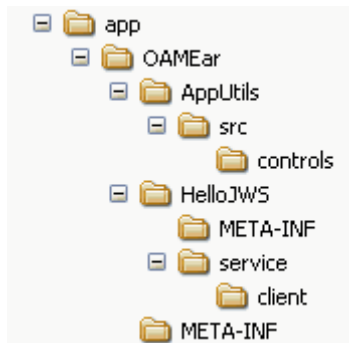 app
OAMEar
AppUtils
src
controls
HelloJWS
META-INF
service
client
META-INF